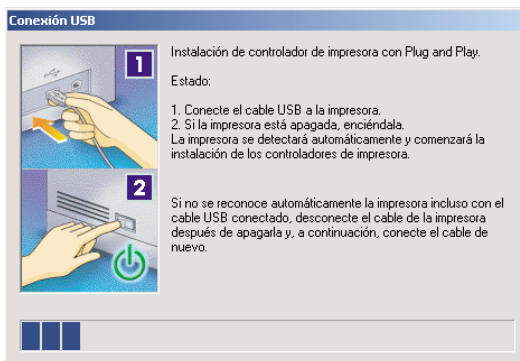 Conexión USB
1
Instalación de controlador de impresora con Plug and Play.
Estado:
1. Conecte el cable USB a la impresora.
2. Si la impresora está apagada, enciéndala.
La impresora se detectará automáticamente y comenzará la
instalación de los controladores de impresora.
2
Si no se reconoce automáticamente la impresora incluso con el
cable USB conectado, desconecte el cable de la impresora
después de apagarla y, a continuación, conecte el cable de
nuevo.